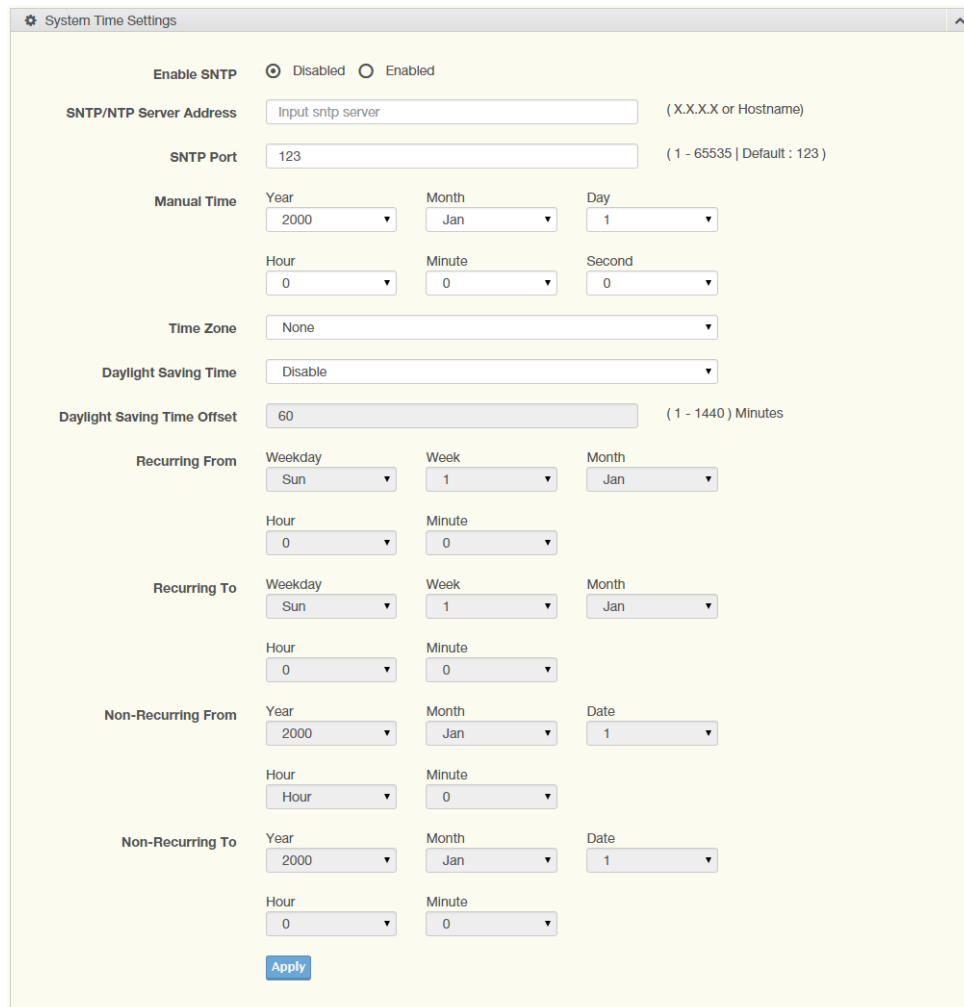 System Time Settings
Enable SNTP Disabled Enabled
SNTP/NTP Server Address Input sntp server ( X.X.X.X or Hostname)
SNTP Port 123 ( 1 - 65535 | Default : 123 )
Manual Time Year Month Day
2000 Jan 1
Hour Minute Second
0 0 0
Time Zone None
Daylight Saving Time Disable
Daylight Saving Time Offset 60 ( 1 - 1440 ) Minutes
Recurring From Weekday Week Month
Sun 1 Jan
Hour Minute
0 0
Recurring To Weekday Week Month
Sun 1 Jan
Hour Minute
0 0
Non-Recurring From Year Month Date
2000 Jan 1
Hour Minute
Hour 0
Non-Recurring To Year Month Date
2000 Jan 1
Hour Minute
0 0
Apply